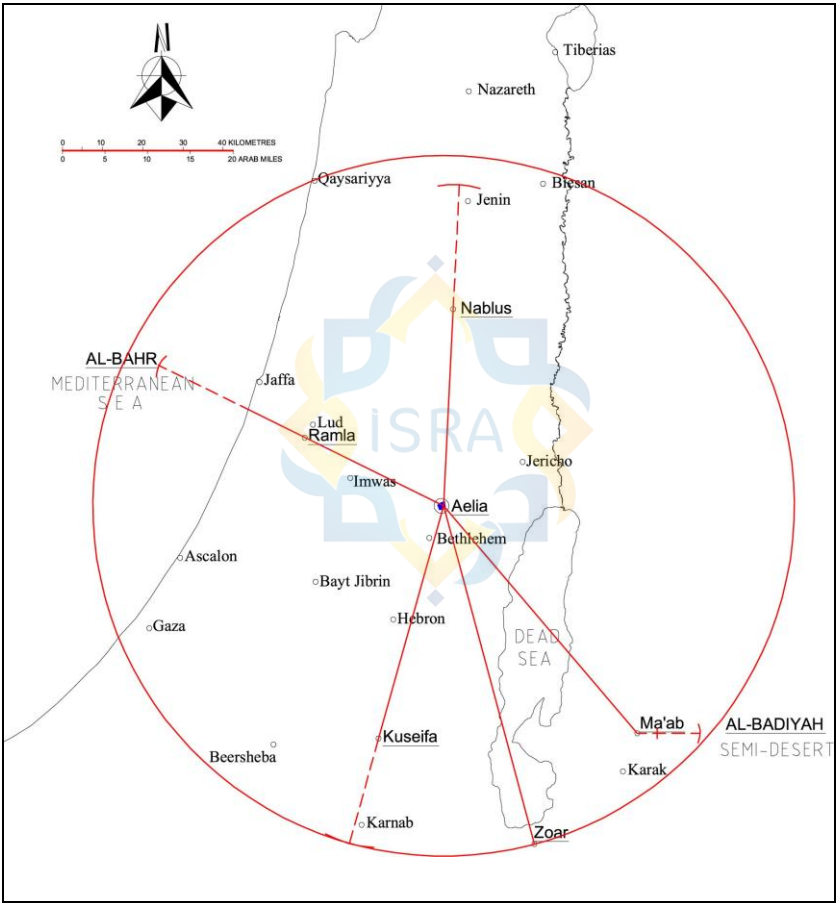 N
Tiberias
Nazareth
0 10 20 30 40 KILOMETRES
0 5 10 15 20 ARAB MILES
Qaysariyya
Biesan
Jenin
Nablus
AL-BAHR
MEDITERRANEAN
SEA
Jaffa
Lud
Ramla
iSRA
Jericho
Imwas
Aelia
Bethlehem
Ascalon
Bayt Jibrin
Hebron
Gaza
DEAD
SEA
Ma'ab
AL-BADIYAH
SEMI-DESERT
Kuseifa
Beersheba
Karak
Karnab
Zoar